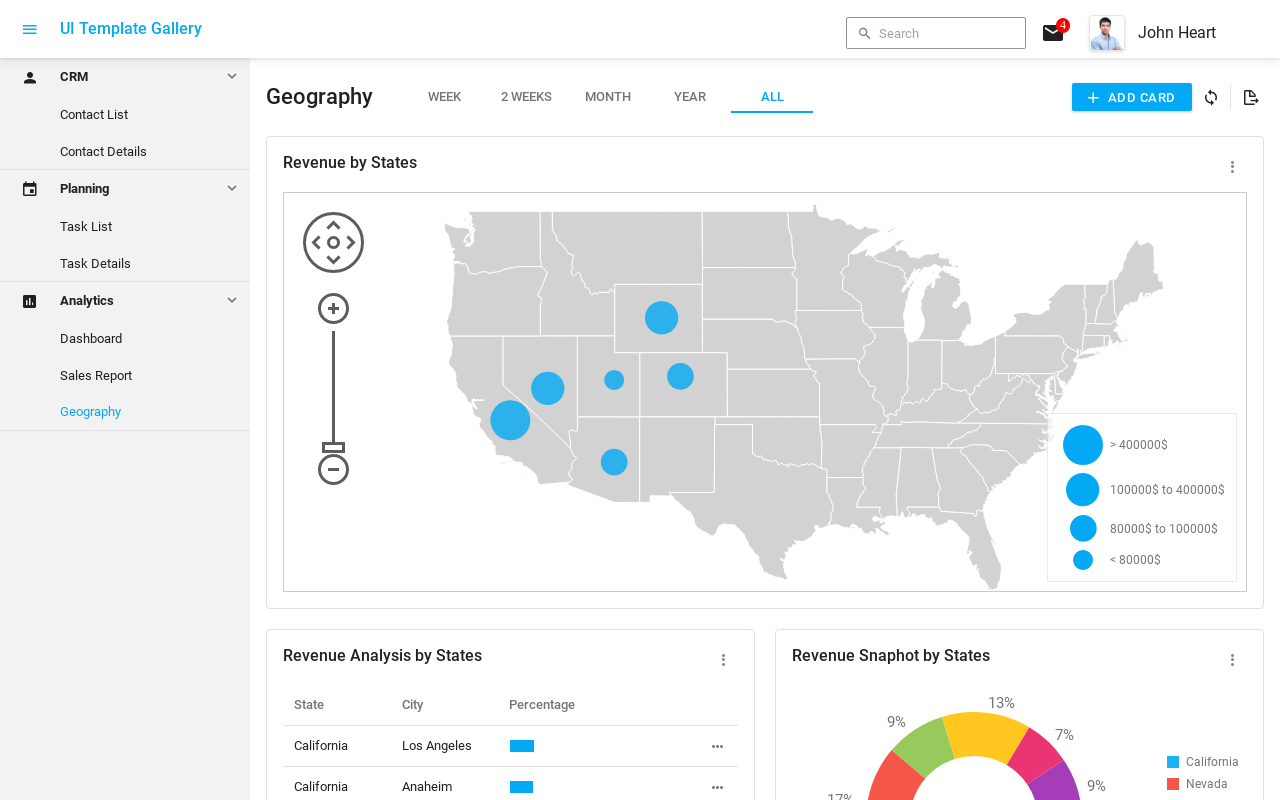 UI Template Gallery
Search
4
John Heart
CRM
Contact List
Contact Details
Planning
Task List
Task Details
Analytics
Dashboard
Sales Report
Geography
Geography
WEEK
2 WEEKS
MONTH
YEAR
ALL
ADD CARD
Revenue by States
> 400000$
100000$ to 400000$
80000$ to 100000$
< 80000$
Revenue Analysis by States
State City Percentage
California Los Angeles
California Anaheim
Revenue Snaphot by States
13%
9%
7%
9%
17%
California
Nevada